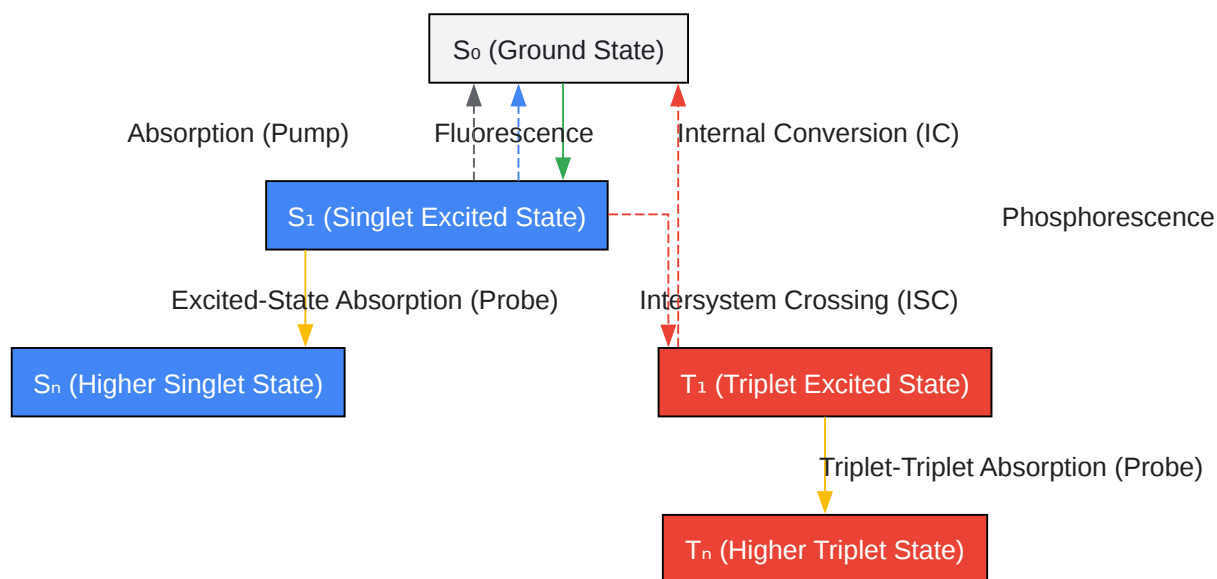 S₀ (Ground State)
Absorption (Pump)
Fluorescence
Internal Conversion (IC)
S₁ (Singlet Excited State)
Phosphorescence
Excited-State Absorption (Probe)
Intersystem Crossing (ISC)
Sₙ (Higher Singlet State)
T₁ (Triplet Excited State)
Triplet-Triplet Absorption (Probe)
Tₙ (Higher Triplet State)